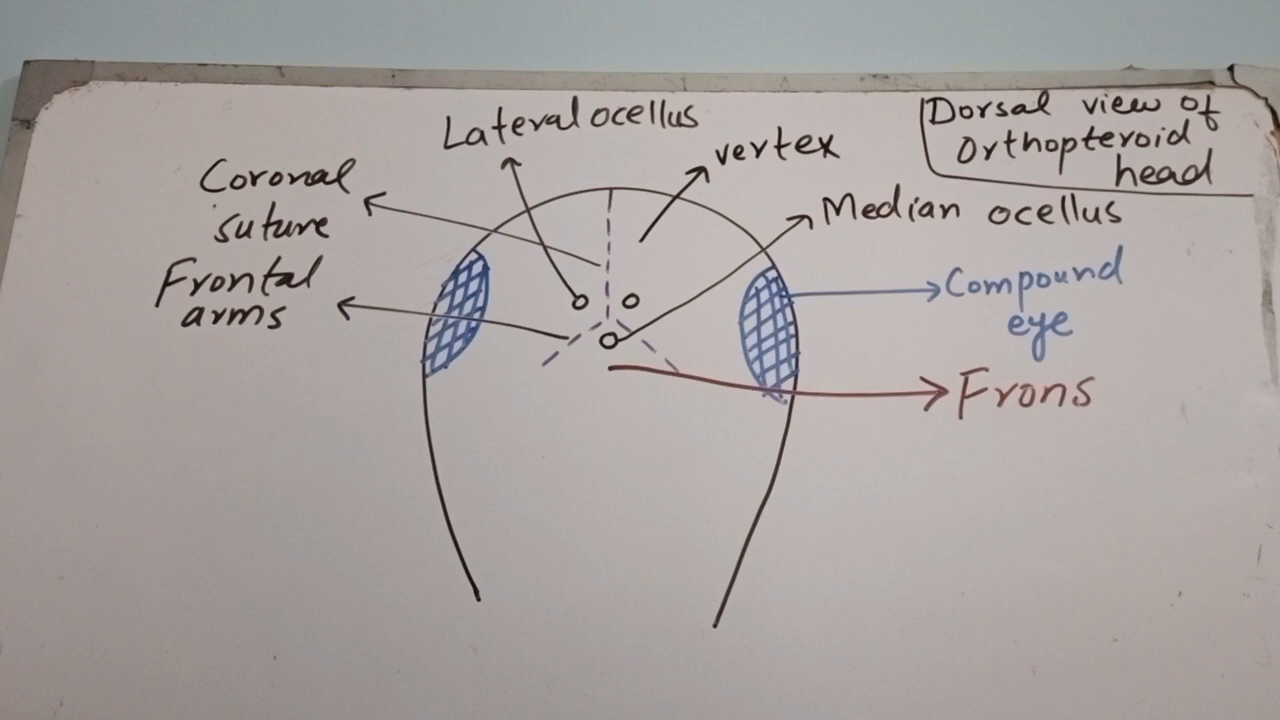 Dorsal view of
Orthopteroid
head
Lateral ocellus
vertex
Coronal
suture
Median ocellus
Frontal
arms
Compound
eye
Frons